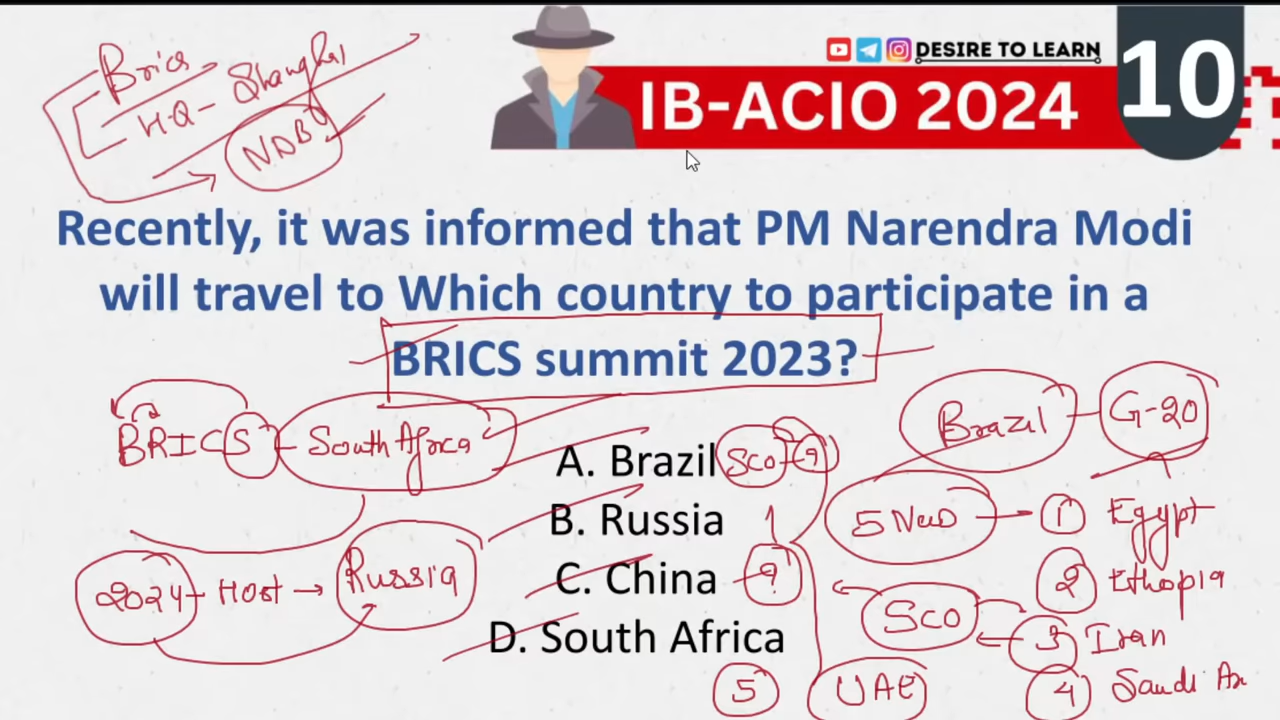 Brics
H.Q - Shanghai
NDB
DESIRE TO LEARN
IB-ACIO 2024
10
Recently, it was informed that PM Narendra Modi
will travel to Which country to participate in a
BRICS summit 2023?
BRICS - South Africa
A. Brazil
B. Russia
C. China
D. South Africa
2024 - Host → Russia
SCO - 9
1
9
5
UAE
Brazil - G-20
5 New → 1 Egypt
2 Ethopia
SCO
3 Iran
4 Saudi Ar